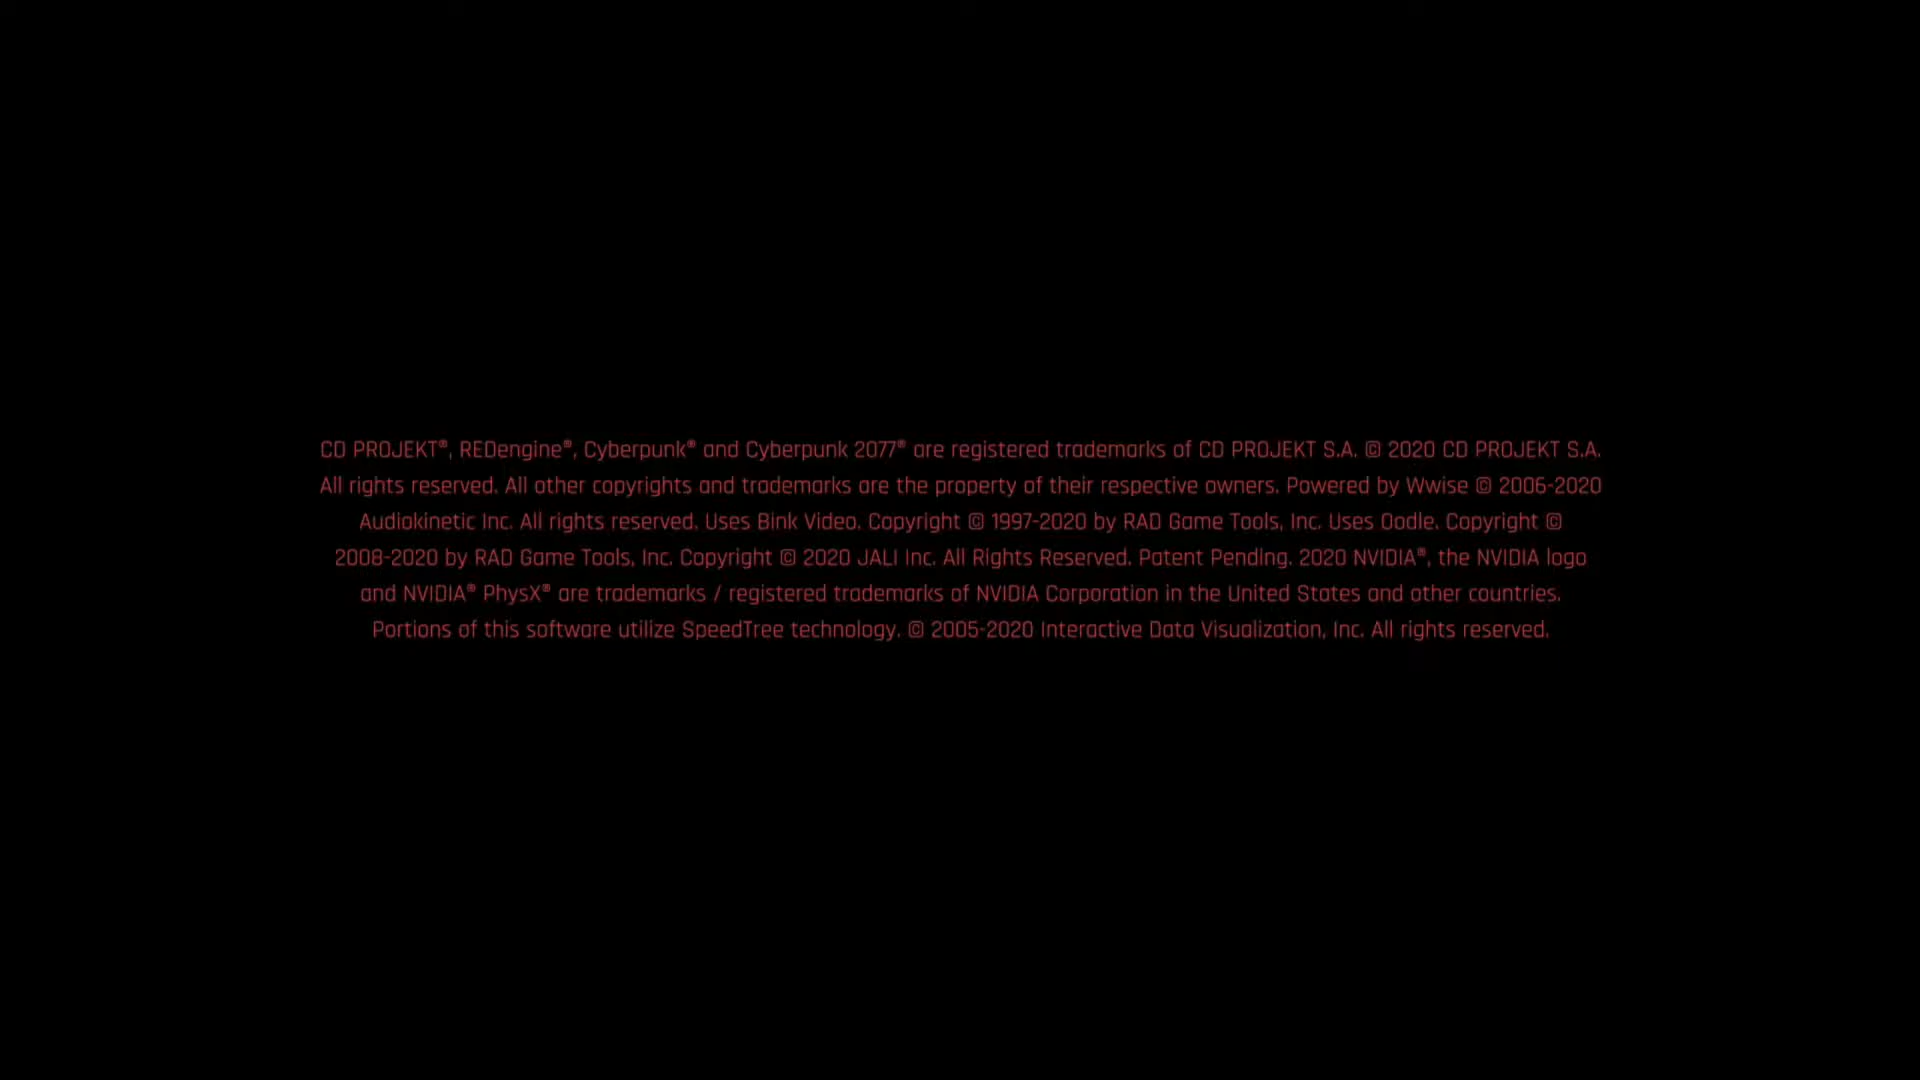 CD PROJEKT®, REDengine®, Cyberpunk® and Cyberpunk 2077® are registered trademarks of CD PROJEKT S.A. © 2020 CD PROJEKT S.A.
All rights reserved. All other copyrights and trademarks are the property of their respective owners. Powered by Wwise © 2006-2020
Audiokinetic Inc. All rights reserved. Uses Bink Video. Copyright © 1997-2020 by RAD Game Tools, Inc. Uses Oodle. Copyright ©
2008-2020 by RAD Game Tools, Inc. Copyright © 2020 JALI Inc. All Rights Reserved. Patent Pending. 2020 NVIDIA®, the NVIDIA logo
and NVIDIA® PhysX® are trademarks / registered trademarks of NVIDIA Corporation in the United States and other countries.
Portions of this software utilize SpeedTree technology. © 2005-2020 Interactive Data Visualization, Inc. All rights reserved.